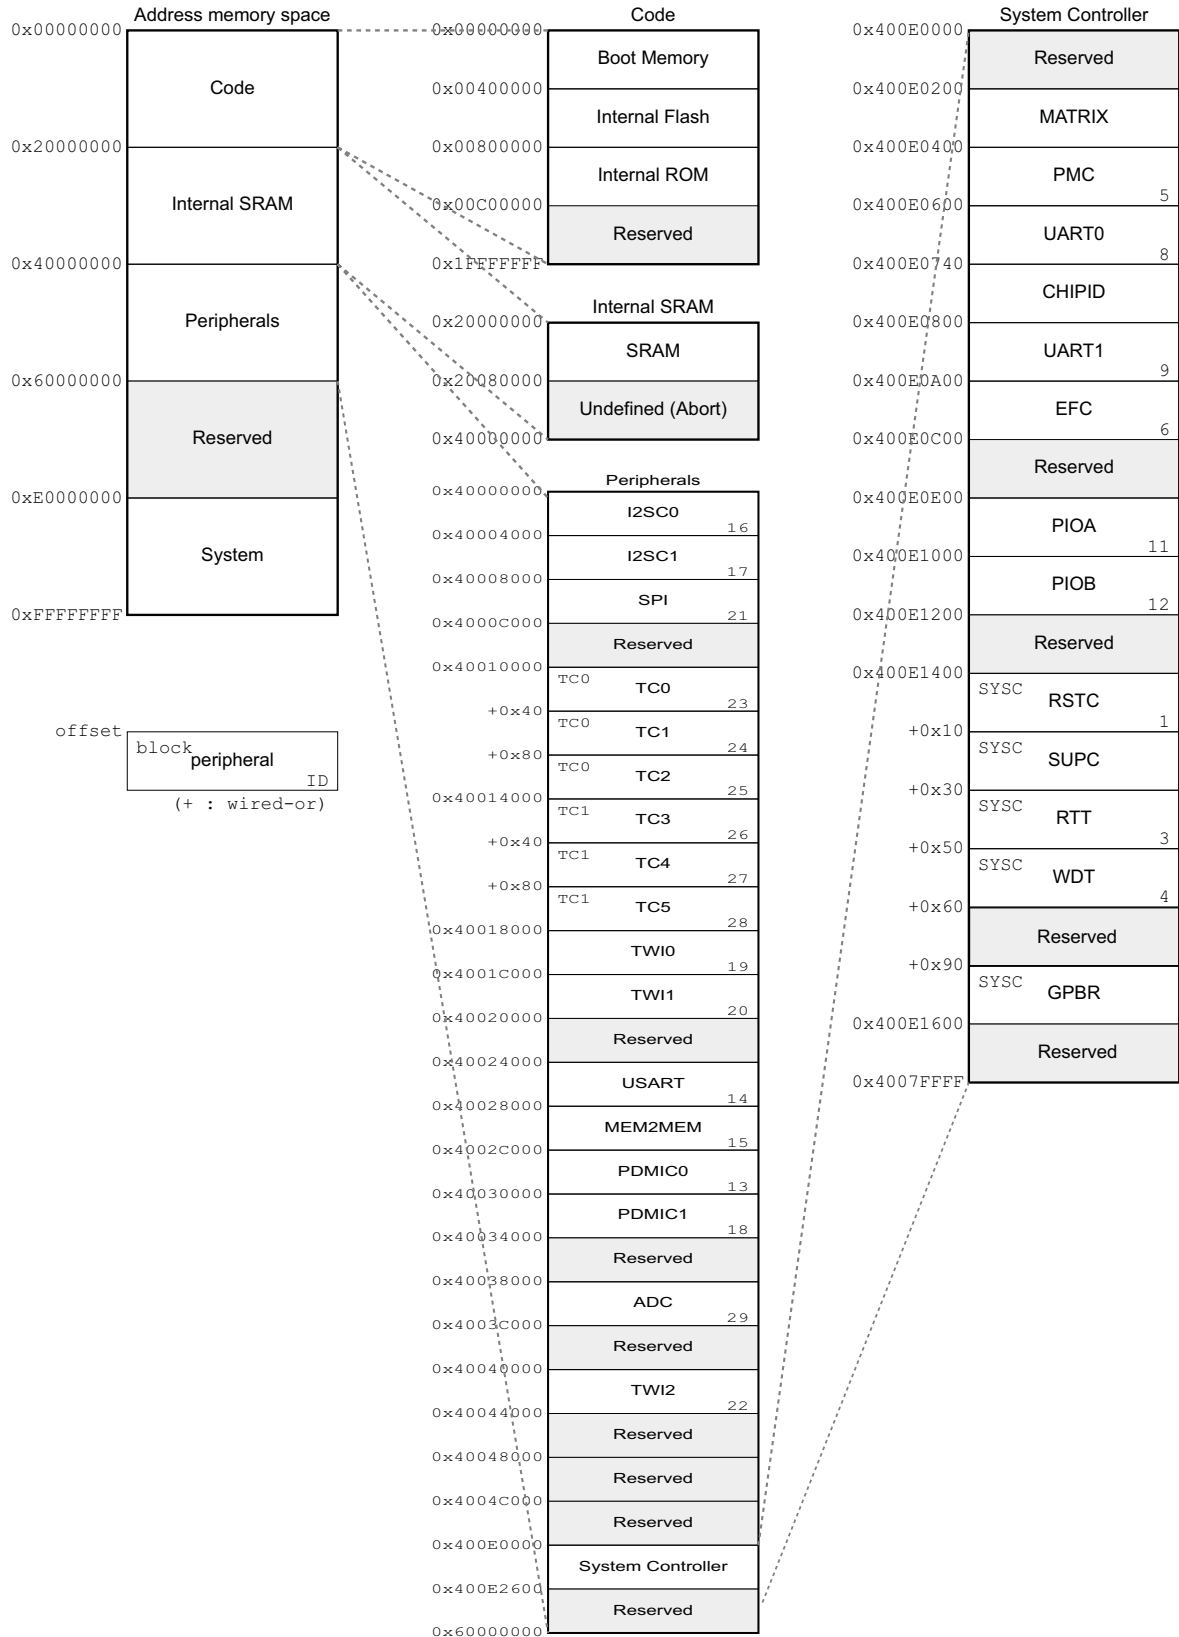 Address memory space
0x00000000
Code
0x20000000
Internal SRAM
0x40000000
Peripherals
0x60000000
Reserved
0xE0000000
System
0xFFFFFFFF
offset
block
peripheral
ID
(+ : wired-or)
Code
0x00000000
Boot Memory
0x00400000
Internal Flash
0x00800000
Internal ROM
0x00C00000
Reserved
0x1FFFFFFF
Internal SRAM
0x20000000
SRAM
0x20080000
Undefined (Abort)
0x40000000
Peripherals
0x40000000
I2SC0
16
0x40004000
I2SC1
17
0x40008000
SPI
21
0x4000C000
Reserved
0x40010000
TC0
TC0
23
+0x40
TC0
TC1
24
+0x80
TC0
TC2
25
0x40014000
TC1
TC3
26
+0x40
TC1
TC4
27
+0x80
TC1
TC5
28
0x40018000
TWI0
19
0x4001C000
TWI1
20
0x40020000
Reserved
0x40024000
USART
14
0x40028000
MEM2MEM
15
0x4002C000
PDMIC0
13
0x40030000
PDMIC1
18
0x40034000
Reserved
0x40038000
ADC
29
0x4003C000
Reserved
0x40040000
TWI2
22
0x40044000
Reserved
0x40048000
Reserved
0x4004C000
Reserved
0x400E0000
System Controller
0x400E2600
Reserved
0x60000000
System Controller
0x400E0000
Reserved
0x400E0200
MATRIX
0x400E0400
PMC
5
0x400E0600
UART0
8
0x400E0740
CHIPID
0x400E0800
UART1
9
0x400E0A00
EFC
6
0x400E0C00
Reserved
0x400E0E00
PIOA
11
0x400E1000
PIOB
12
0x400E1200
Reserved
0x400E1400
SYSC
RSTC
1
+0x10
SYSC
SUPC
+0x30
SYSC
RTT
3
+0x50
SYSC
WDT
4
+0x60
Reserved
+0x90
SYSC
GPBR
0x400E1600
Reserved
0x4007FFFF